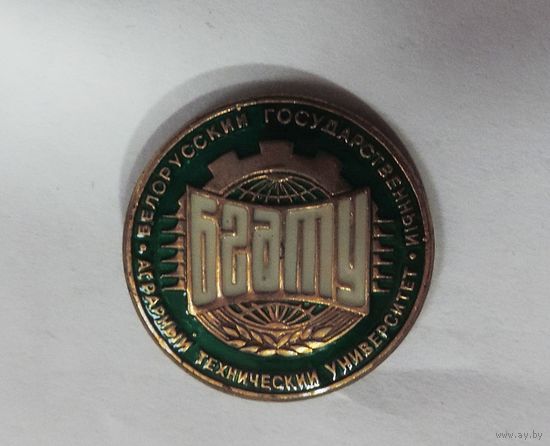 БЕЛОРУССКИЙ ГОСУДАРСТВЕННЫЙ
• АГРАРНЫЙ ТЕХНИЧЕСКИЙ УНИВЕРСИТЕТ •
БГАТУ
www.ay.by